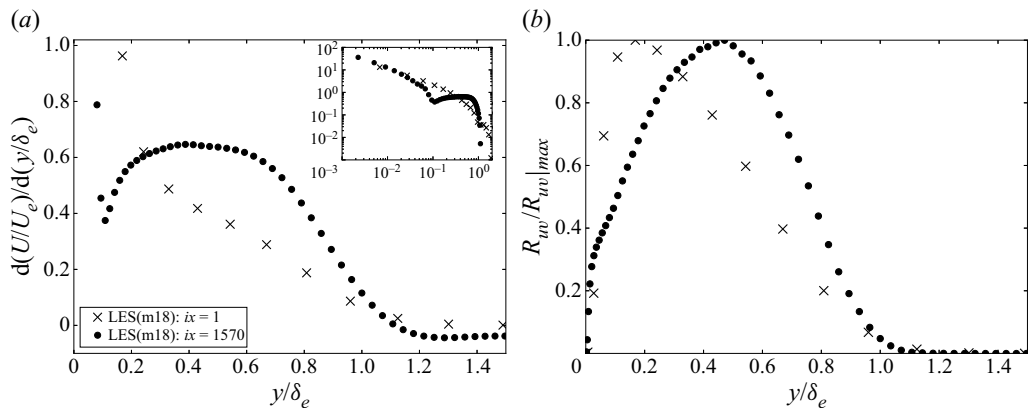 (a)
1.0
0.8
0.6
0.4
0.2
0
d(U/U_e)/d(y/δ_e)
10^2
10^1
10^0
10^−1
10^−2
10^−3
10^−2
10^−1
10^0
× LES(m18): ix = 1
• LES(m18): ix = 1570
0 0.2 0.4 0.6 0.8 1.0 1.2 1.4
y/δ_e
(b)
1.0
0.8
0.6
0.4
0.2
R_uv/R_uv|_max
0 0.2 0.4 0.6 0.8 1.0 1.2 1.4
y/δ_e